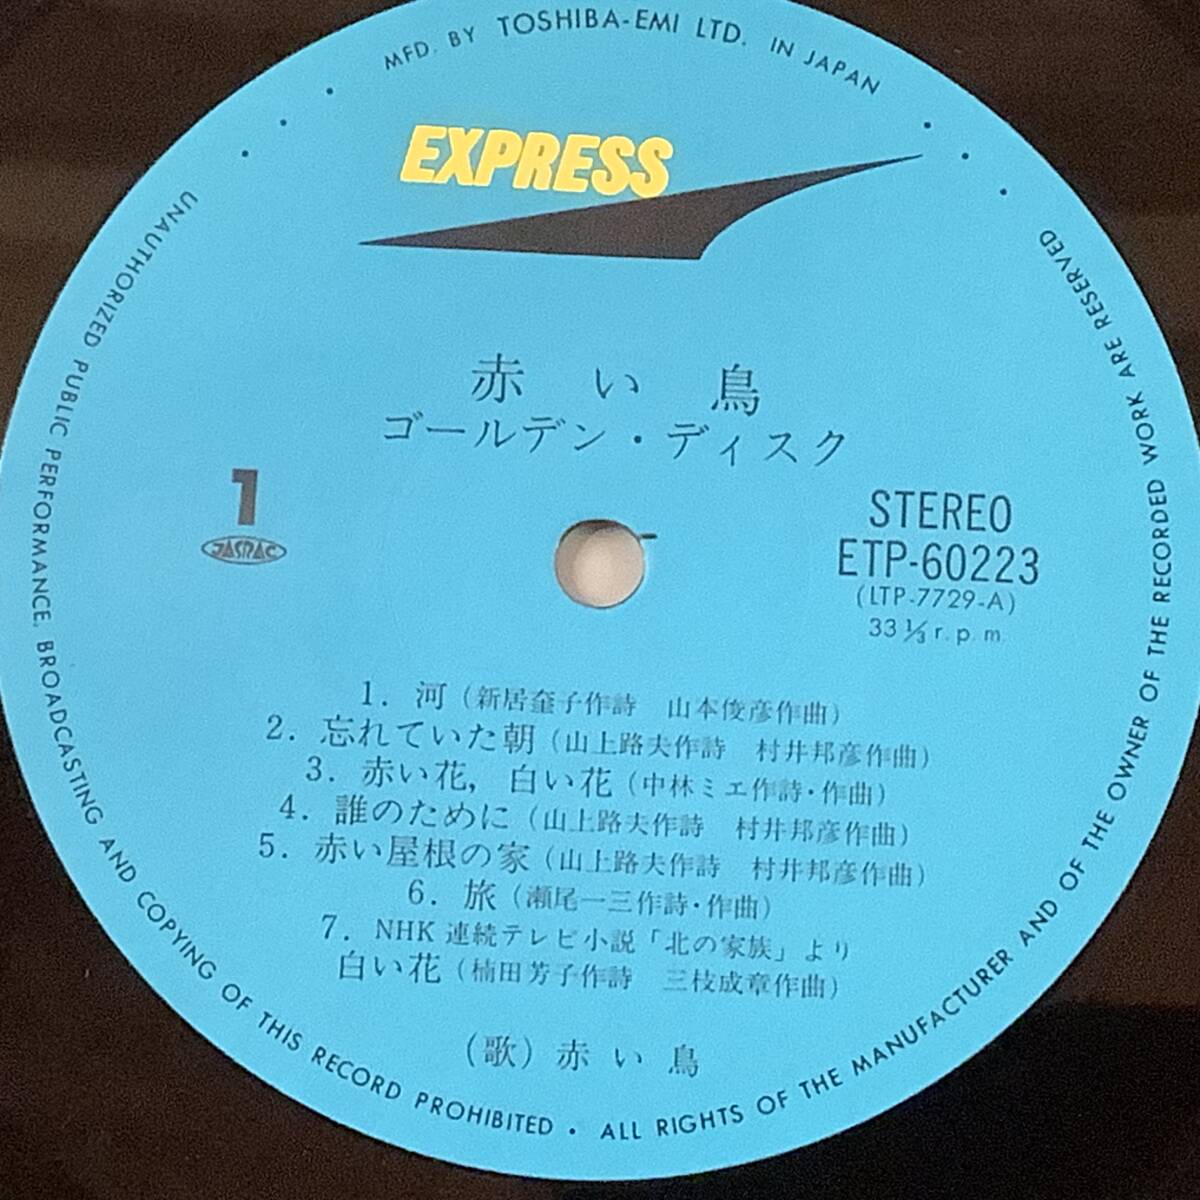 MFD. BY TOSHIBA-EMI LTD. IN JAPAN
EXPRESS
赤い鳥
ゴールデン・ディスク
1
JASRAC
STEREO
ETP-60223
(LTP-7729-A)
33 1/3 r.p.m.
1. 河（新居奎子作詩 山本俊彦作曲）
2. 忘れていた朝（山上路夫作詩 村井邦彦作曲）
3. 赤い花，白い花（中林ミエ作詩・作曲）
4. 誰のために（山上路夫作詩 村井邦彦作曲）
5. 赤い屋根の家（山上路夫作詩 村井邦彦作曲）
6. 旅（瀬尾一三作詩・作曲）
7. NHK 連続テレビ小説「北の家族」より
白い花（楠田芳子作詩 三枝成章作曲）
（歌）赤い鳥
UNAUTHORIZED PUBLIC PERFORMANCE, BROADCASTING AND COPYING OF THIS RECORD PROHIBITED • ALL RIGHTS OF THE MANUFACTURER AND OF THE OWNER OF THE RECORDED WORK ARE RESERVED